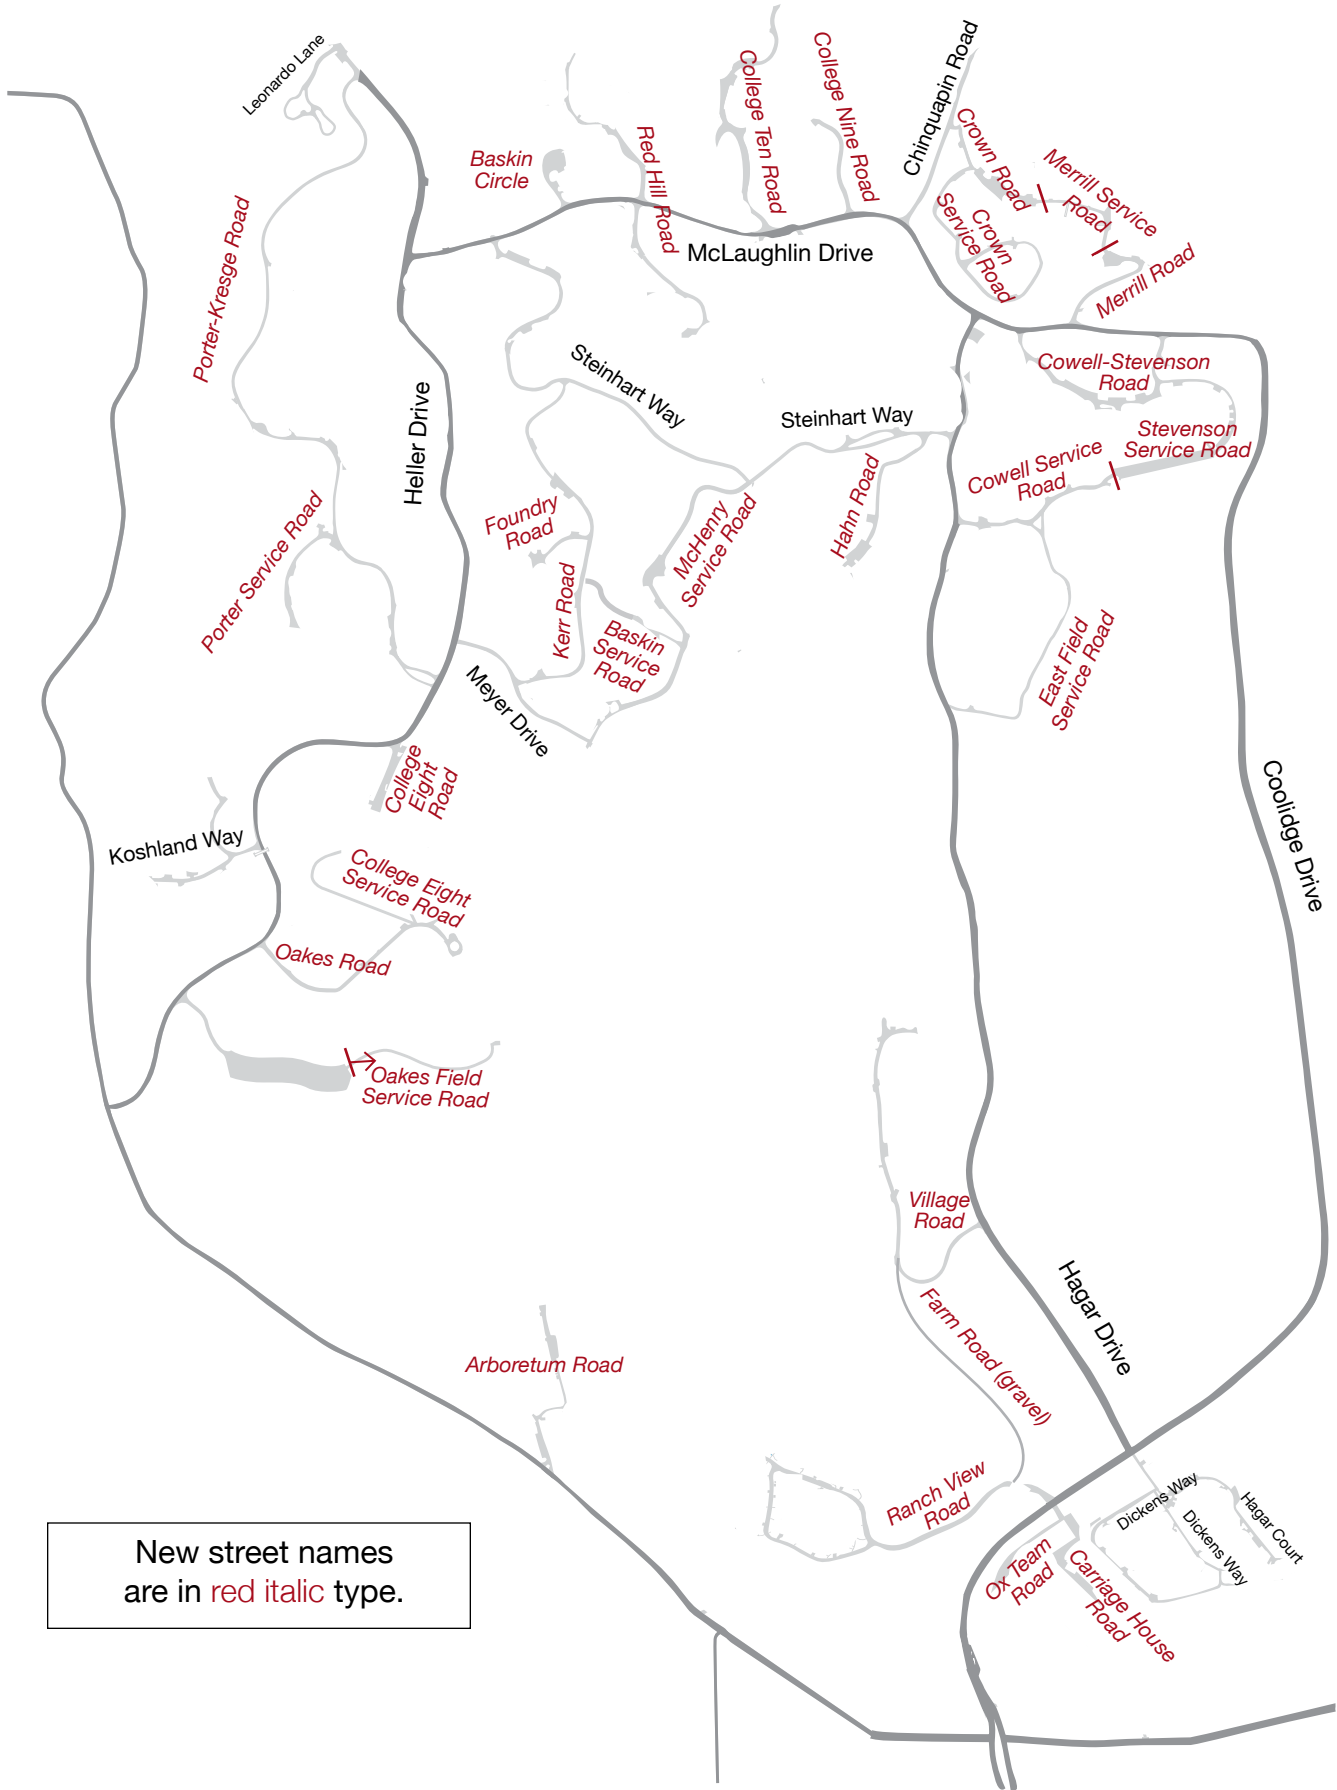 Leonardo Lane
Porter-Kresge Road
Baskin
Circle
Red Hill Road
College Ten Road
College Nine Road
Chinquapin Road
Crown Road
Merrill Service
Road
Crown
Service Road
Merrill Road
McLaughlin Drive
Heller Drive
Steinhart Way
Steinhart Way
Cowell-Stevenson
Road
Stevenson
Service Road
Cowell Service
Road
Hahn Road
McHenry
Service Road
Foundry
Road
Kerr Road
Baskin
Service
Road
Porter Service Road
Meyer Drive
East Field
Service Road
College
Eight
Road
Koshland Way
College Eight
Service Road
Oakes Road
Oakes Field
Service Road
Coolidge Drive
Village
Road
Hagar Drive
Farm Road (gravel)
Arboretum Road
Ranch View
Road
Dickens Way
Dickens Way
Hagar Court
Ox Team
Road
Carriage House
Road
New street names
are in red italic type.